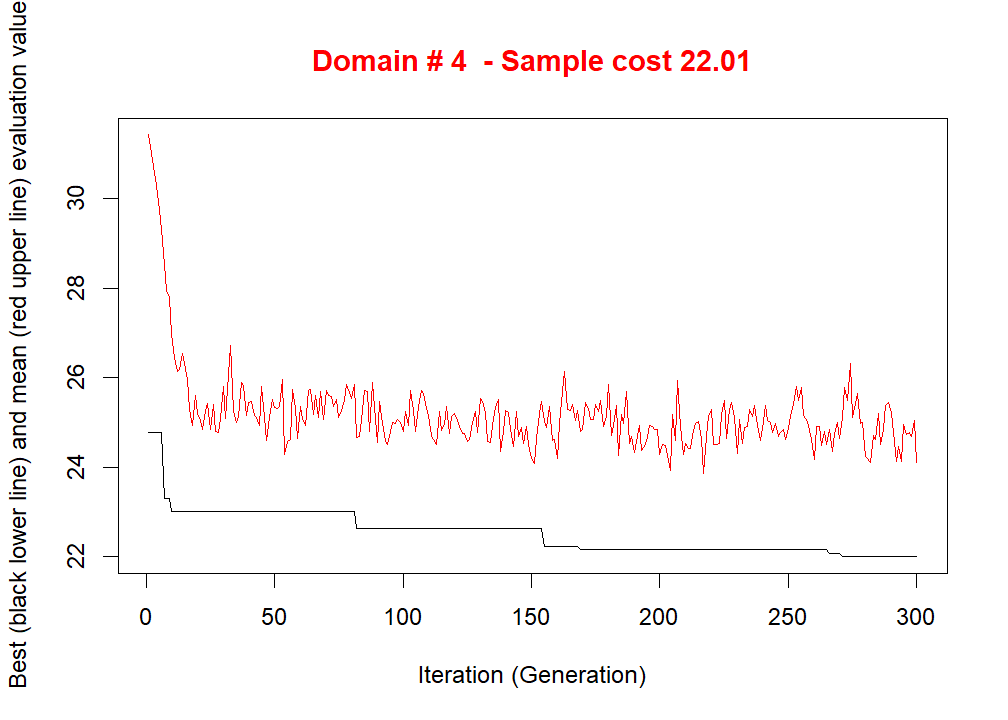 Domain # 4  - Sample cost 22.01
Best (black lower line) and mean (red upper line) evaluation value
30
28
26
24
22
0 50 100 150 200 250 300
Iteration (Generation)